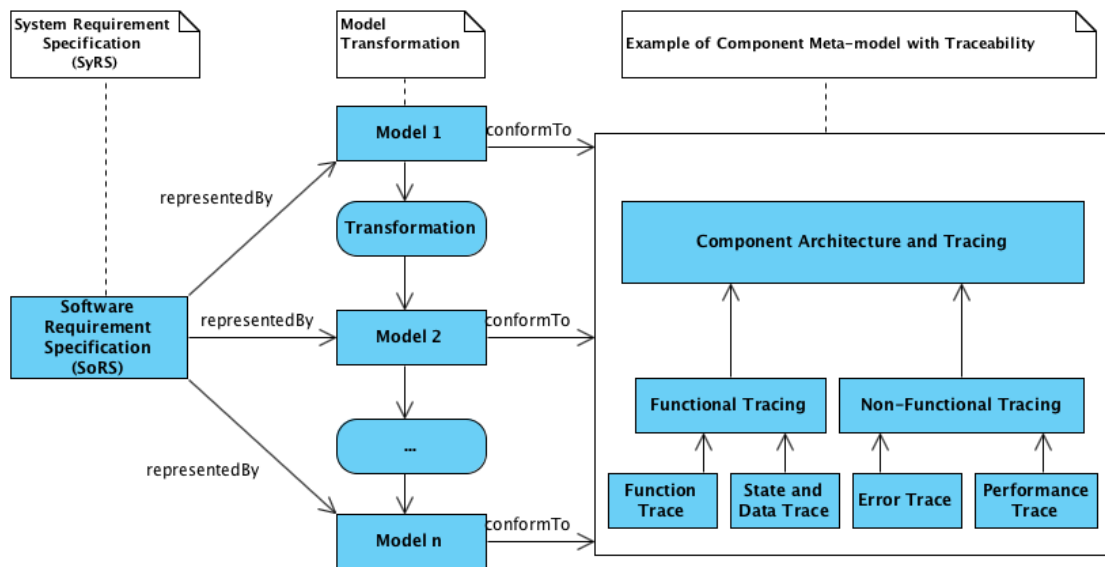 System Requirement
Specification
(SyRS)
Model
Transformation
Example of Component Meta-model with Traceability
Model 1
conformTo
representedBy
Transformation
Component Architecture and Tracing
Software
Requirement
Specification
(SoRS)
representedBy
Model 2
conformTo
Functional Tracing
Non-Functional Tracing
...
representedBy
Function
Trace
State and
Data Trace
Error Trace
Performance
Trace
Model n
conformTo